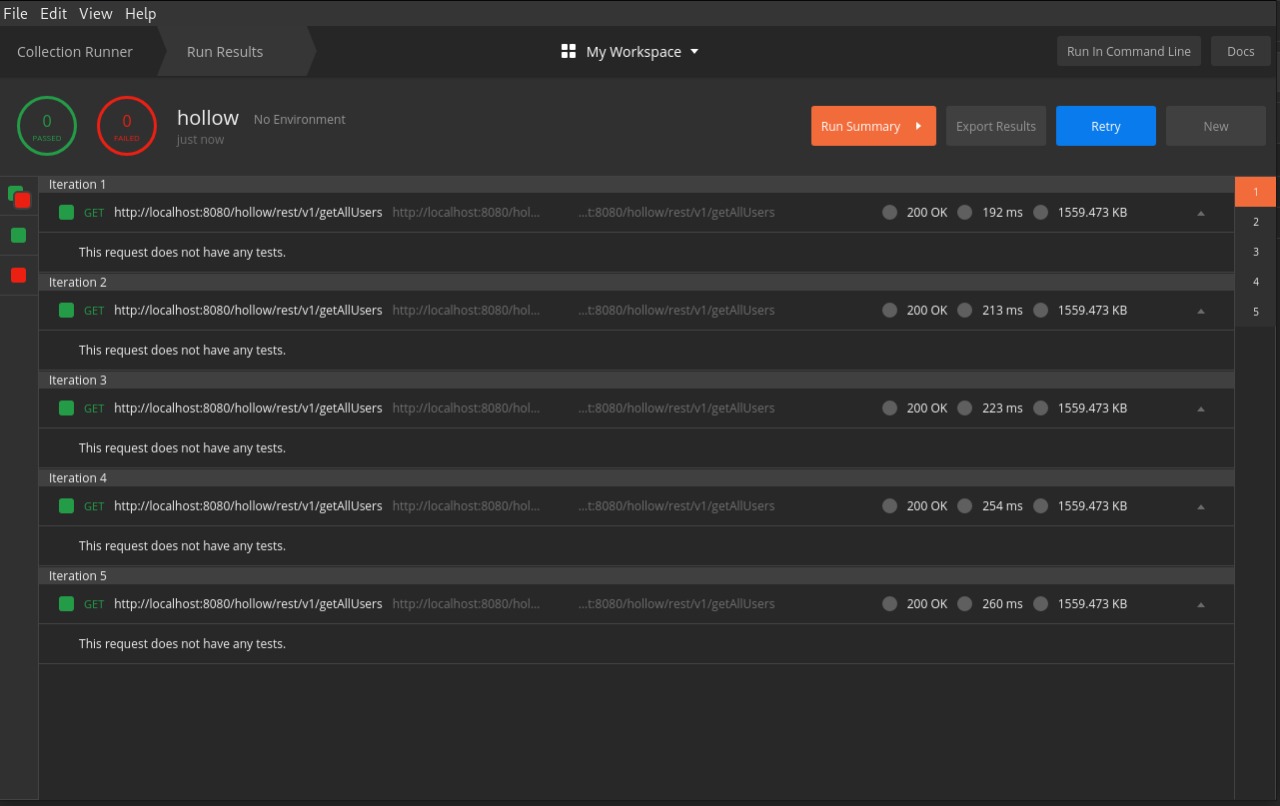 File Edit View Help
Collection Runner Run Results My Workspace Run In Command Line Docs
0 PASSED
0 FAILED
hollow No Environment
just now
Run Summary Export Results Retry New
Iteration 1
GET http://localhost:8080/hollow/rest/v1/getAllUsers http://localhost:8080/hol... ...t:8080/hollow/rest/v1/getAllUsers 200 OK 192 ms 1559.473 KB
This request does not have any tests.
Iteration 2
GET http://localhost:8080/hollow/rest/v1/getAllUsers http://localhost:8080/hol... ...t:8080/hollow/rest/v1/getAllUsers 200 OK 213 ms 1559.473 KB
This request does not have any tests.
Iteration 3
GET http://localhost:8080/hollow/rest/v1/getAllUsers http://localhost:8080/hol... ...t:8080/hollow/rest/v1/getAllUsers 200 OK 223 ms 1559.473 KB
This request does not have any tests.
Iteration 4
GET http://localhost:8080/hollow/rest/v1/getAllUsers http://localhost:8080/hol... ...t:8080/hollow/rest/v1/getAllUsers 200 OK 254 ms 1559.473 KB
This request does not have any tests.
Iteration 5
GET http://localhost:8080/hollow/rest/v1/getAllUsers http://localhost:8080/hol... ...t:8080/hollow/rest/v1/getAllUsers 200 OK 260 ms 1559.473 KB
This request does not have any tests.
1
2
3
4
5